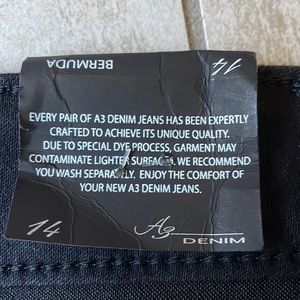 BERMUDA 14
EVERY PAIR OF A3 DENIM JEANS HAS BEEN EXPERTLY
CRAFTED TO ACHIEVE ITS UNIQUE QUALITY.
DUE TO SPECIAL DYE PROCESS, GARMENT MAY
CONTAMINATE LIGHTER SURFACES. WE RECOMMEND
YOU WASH SEPARATELY. ENJOY THE COMFORT OF
YOUR NEW A3 DENIM JEANS.
14 A3
DENIM